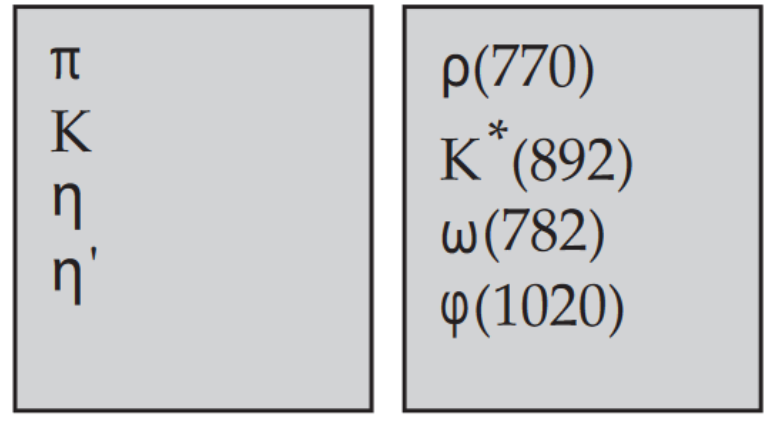 π
K
η
η'
ρ(770)
K*(892)
ω(782)
φ(1020)